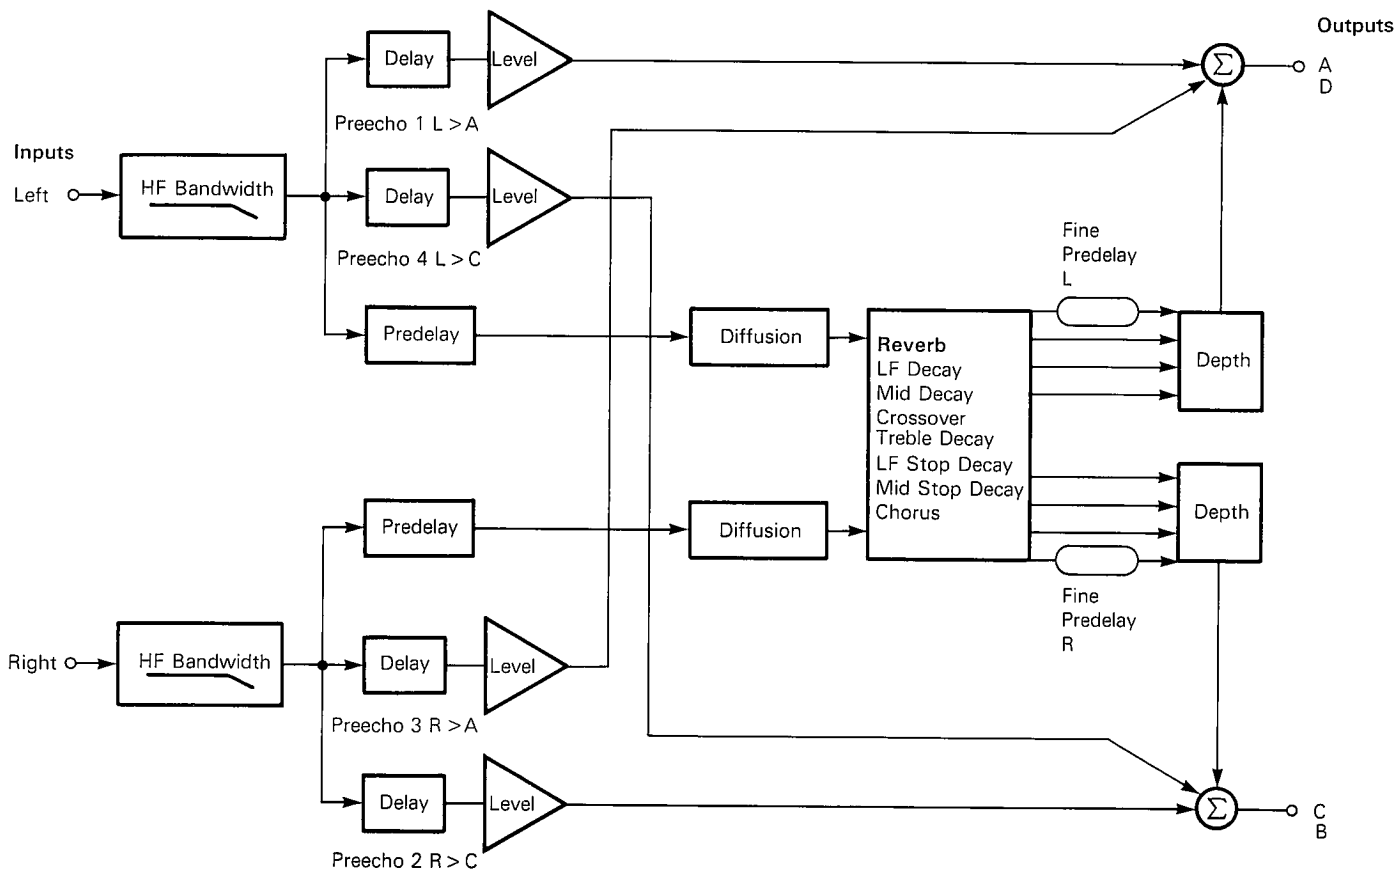 Outputs
Delay
Level
Σ
A
D
Preecho 1 L > A
Inputs
Left
HF Bandwidth
Delay
Level
Preecho 4 L > C
Fine
Predelay
L
Predelay
Diffusion
Reverb
LF Decay
Mid Decay
Crossover
Treble Decay
LF Stop Decay
Mid Stop Decay
Chorus
Depth
Predelay
Diffusion
Depth
Fine
Predelay
R
Right
HF Bandwidth
Delay
Level
Preecho 3 R > A
Delay
Level
Σ
C
B
Preecho 2 R > C